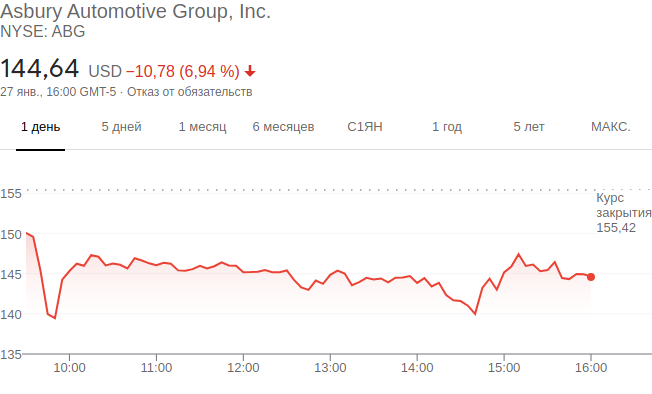 Asbury Automotive Group, Inc.
NYSE: ABG
144,64 USD −10,78 (6,94 %)
27 янв., 16:00 GMT-5 · Отказ от обязательств
1 день 5 дней 1 месяц 6 месяцев С1ЯН 1 год 5 лет МАКС.
155
Курс
закрытия
155,42
150
145
140
135
10:00 11:00 12:00 13:00 14:00 15:00 16:00